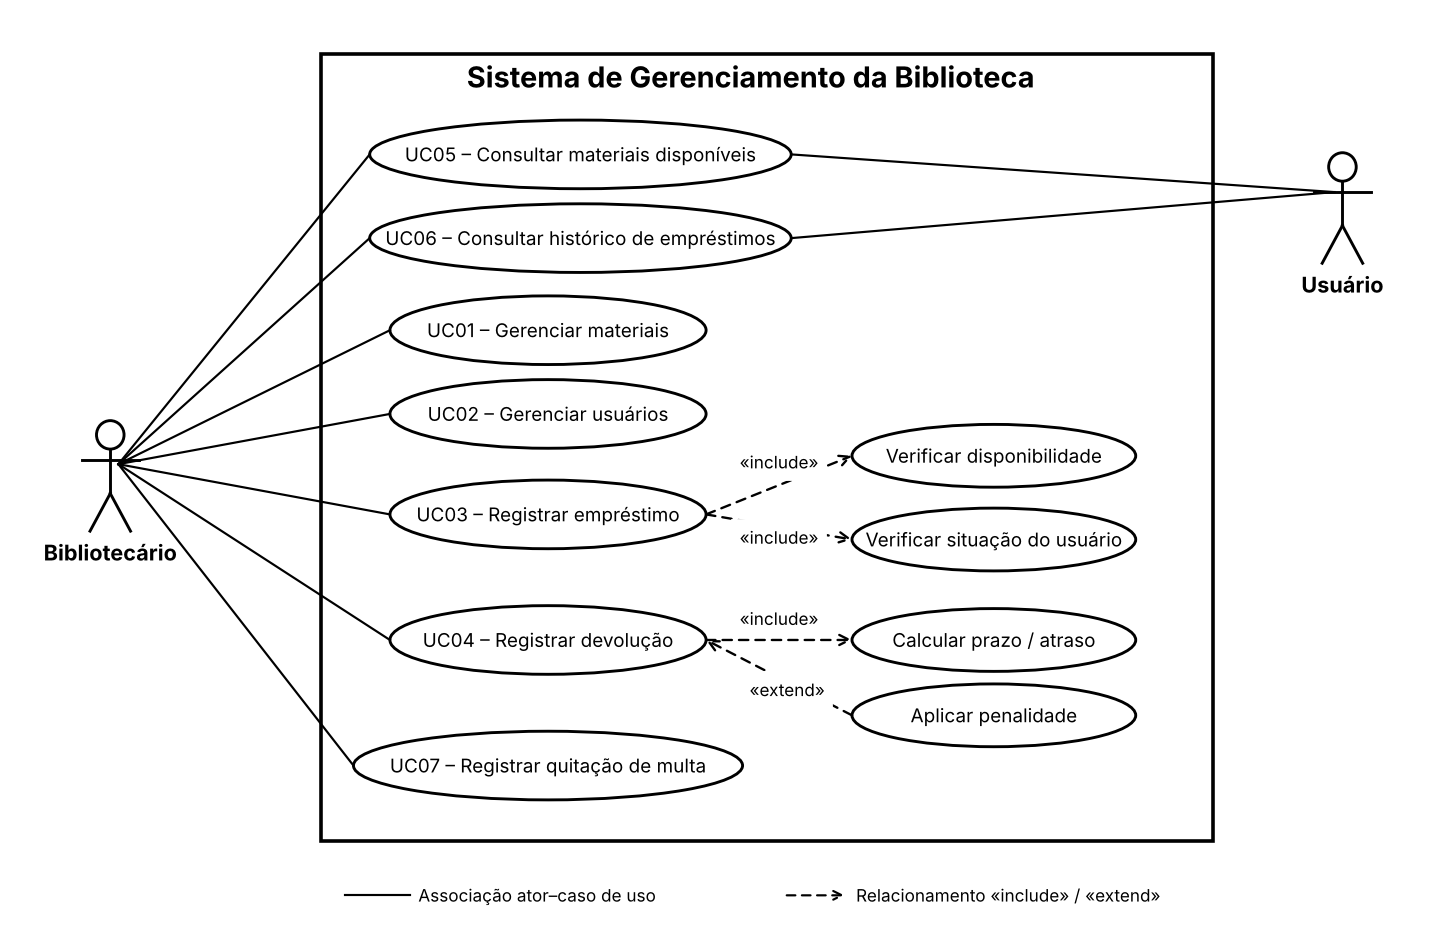 Sistema de Gerenciamento da Biblioteca
UC05 – Consultar materiais disponíveis
UC06 – Consultar histórico de empréstimos
Usuário
UC01 – Gerenciar materiais
UC02 – Gerenciar usuários
«include»
Verificar disponibilidade
UC03 – Registrar empréstimo
«include»
Verificar situação do usuário
Bibliotecário
«include»
UC04 – Registrar devolução
Calcular prazo / atraso
«extend»
Aplicar penalidade
UC07 – Registrar quitação de multa
Associação ator–caso de uso
Relacionamento «include» / «extend»